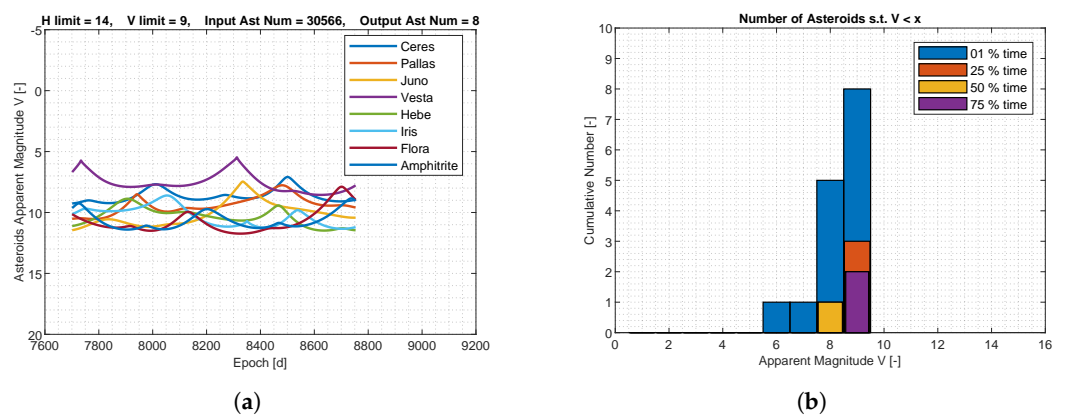 H limit = 14, V limit = 9, Input Ast Num = 30566, Output Ast Num = 8
-5
0
5
10
15
20
Asteroids Apparent Magnitude V [-]
7600
7800
8000
8200
8400
8600
8800
9000
9200
Epoch [d]
Ceres
Pallas
Juno
Vesta
Hebe
Iris
Flora
Amphitrite
(a)
Number of Asteroids s.t. V < x
10
9
8
7
6
5
4
3
2
1
0
Cumulative Number [-]
0
2
4
6
8
10
12
14
16
Apparent Magnitude V [-]
01 % time
25 % time
50 % time
75 % time
(b)